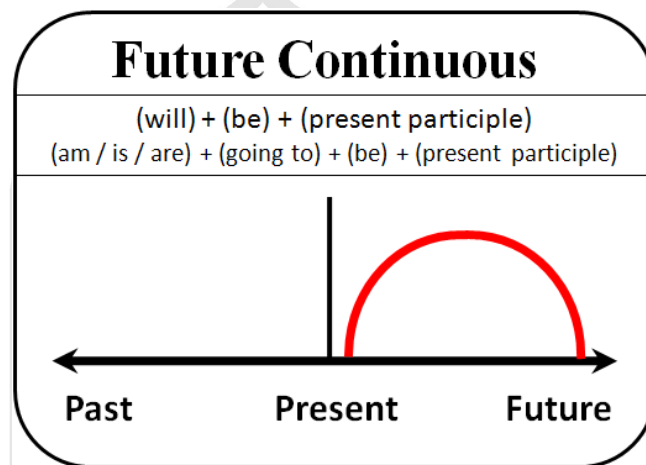 Future Continuous
(will) + (be) + (present participle)
(am / is / are) + (going to) + (be) + (present participle)
Past Present Future